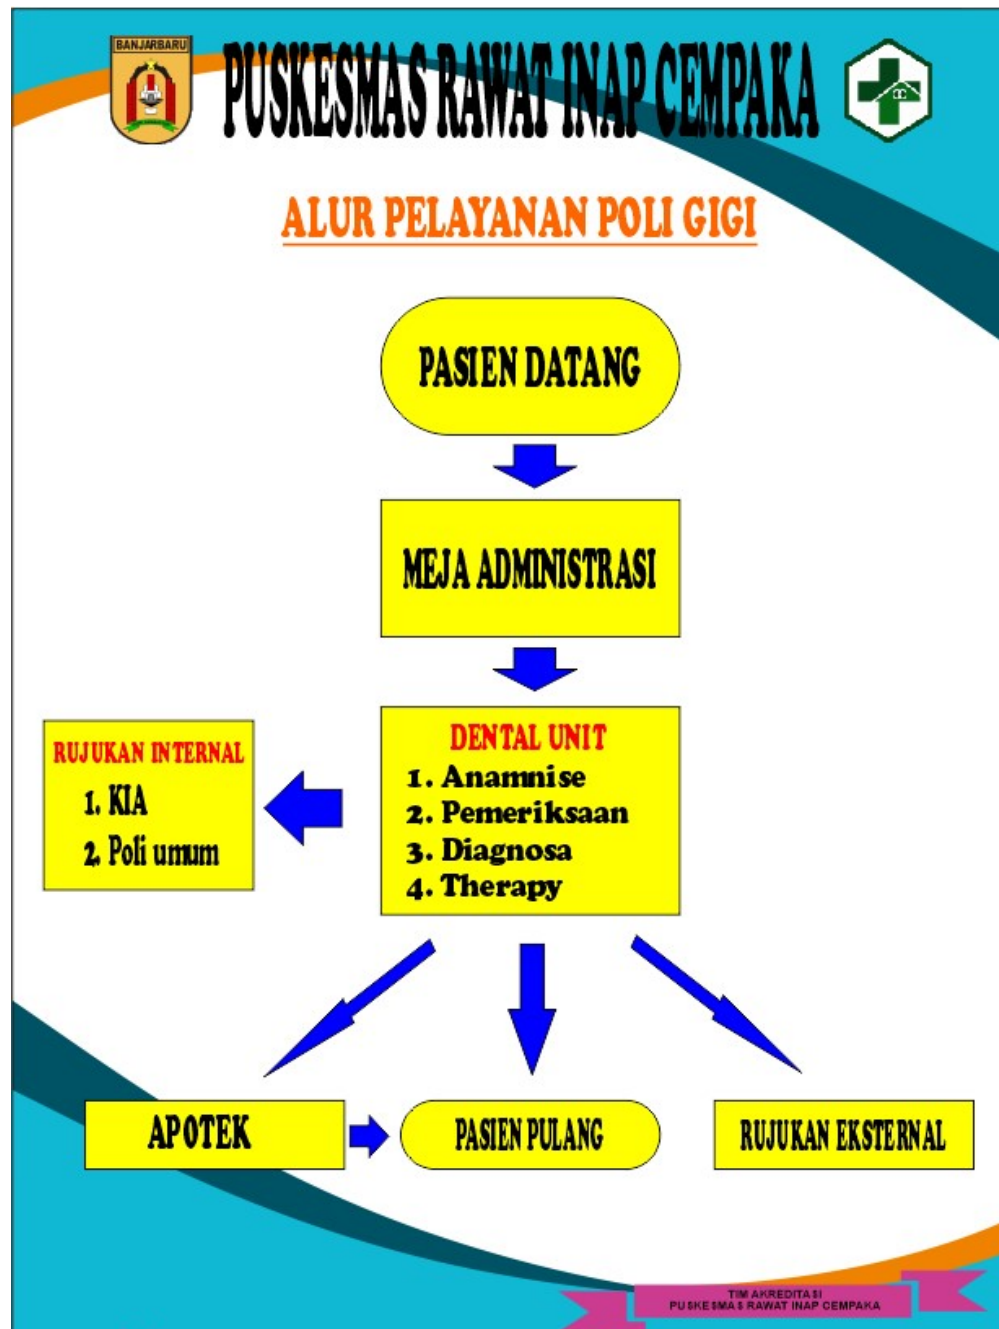 BANJARBARU
PUSKESMAS RAWAT INAP CEMPAKA
ALUR PELAYANAN POLI GIGI
PASIEN DATANG
MEJA ADMINISTRASI
RUJUKAN INTERNAL
1. KIA
2. Poli umum
DENTAL UNIT
1. Anamnise
2. Pemeriksaan
3. Diagnosa
4. Therapy
APOTEK
PASIEN PULANG
RUJUKAN EKSTERNAL
TIM AKREDITASI
PUSKESMAS RAWAT INAP CEMPAKA